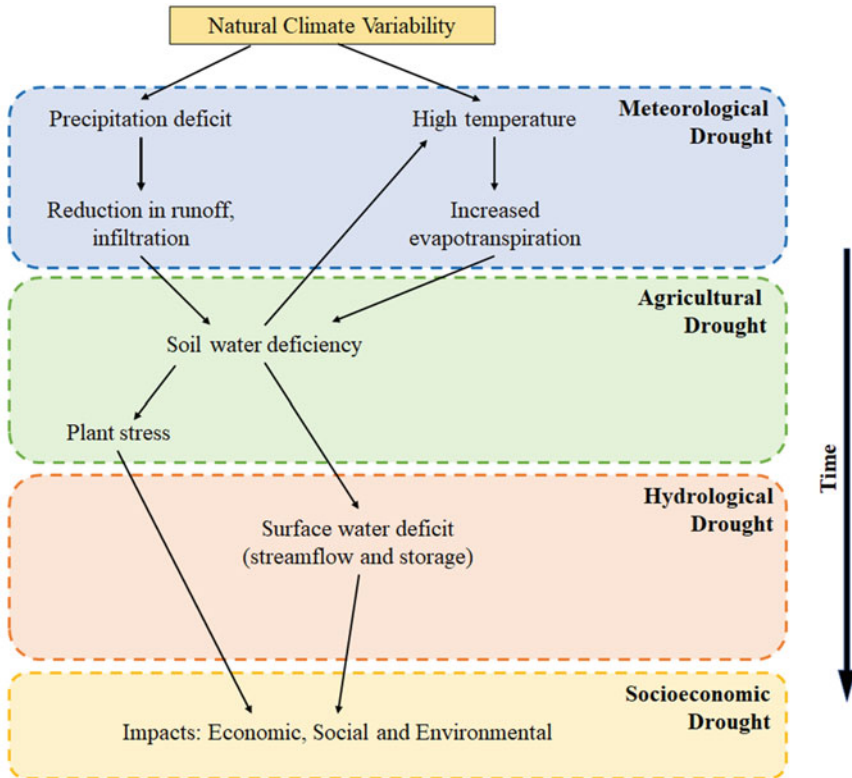 Natural Climate Variability
Meteorological
Drought
Precipitation deficit
High temperature
Reduction in runoff,
infiltration
Increased
evapotranspiration
Agricultural
Drought
Soil water deficiency
Plant stress
Hydrological
Drought
Surface water deficit
(streamflow and storage)
Socioeconomic
Drought
Impacts: Economic, Social and Environmental
Time